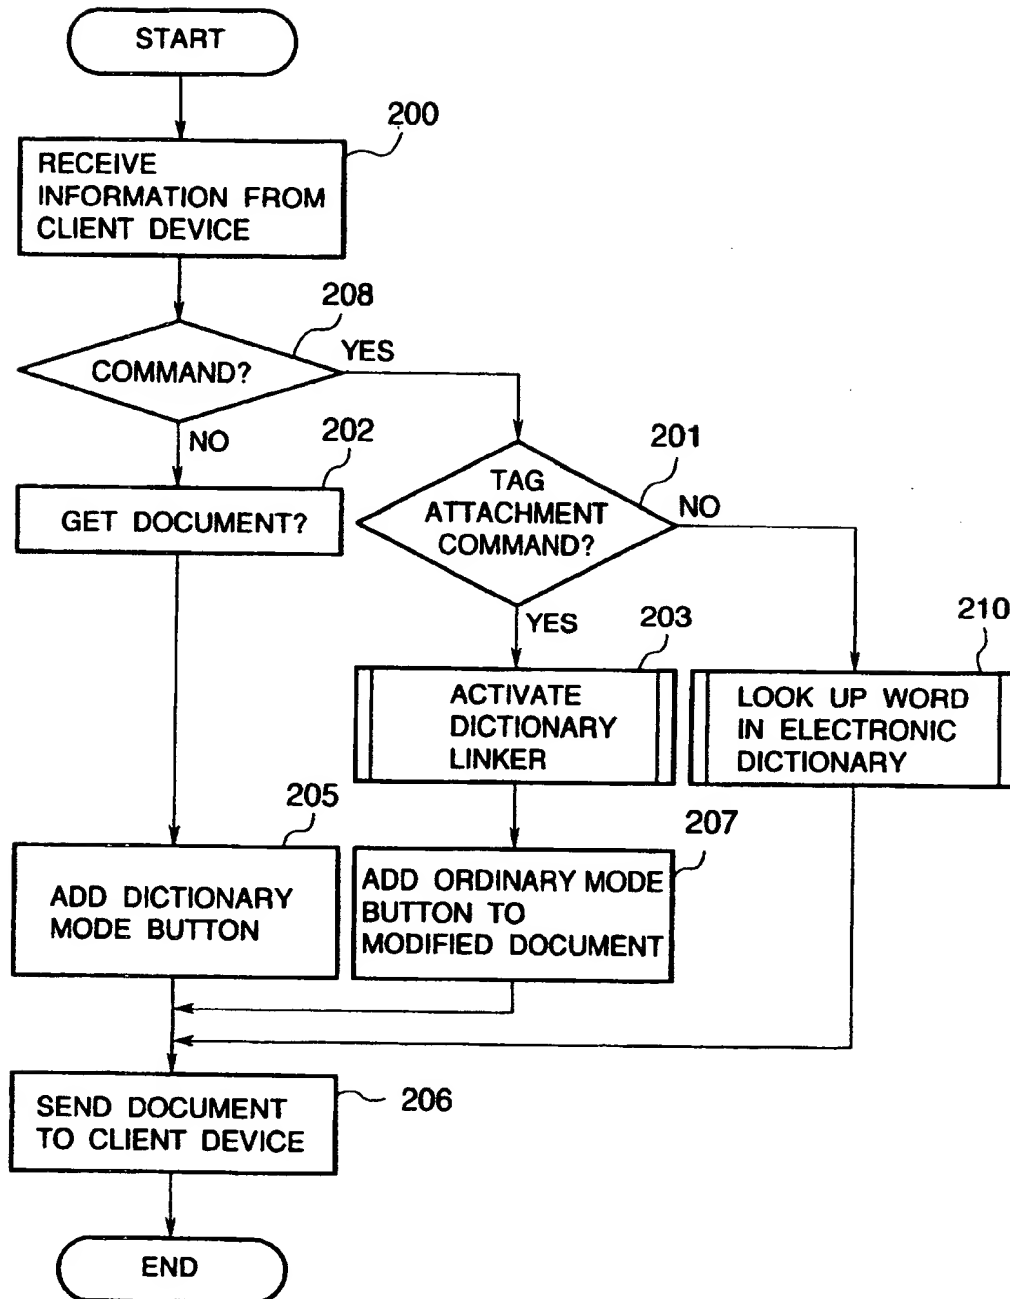 START
200
RECEIVE
INFORMATION FROM
CLIENT DEVICE
208
COMMAND?
YES
NO
202
GET DOCUMENT?
201
TAG
ATTACHMENT
COMMAND?
NO
YES
203
ACTIVATE
DICTIONARY
LINKER
210
LOOK UP WORD
IN ELECTRONIC
DICTIONARY
205
ADD DICTIONARY
MODE BUTTON
207
ADD ORDINARY MODE
BUTTON TO
MODIFIED DOCUMENT
SEND DOCUMENT
TO CLIENT DEVICE
206
END